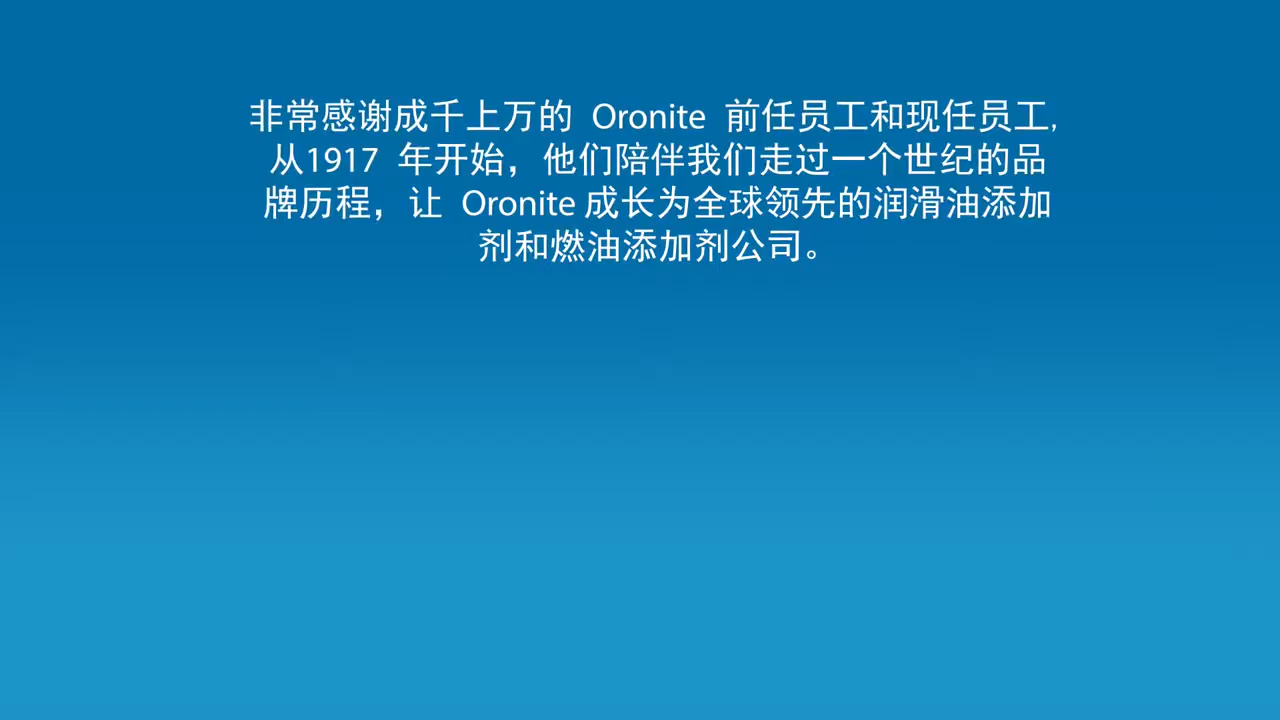 非常感谢成千上万的 Oronite 前任员工和现任员工,
从1917 年开始，他们陪伴我们走过一个世纪的品
牌历程，让 Oronite 成长为全球领先的润滑油添加
剂和燃油添加剂公司。